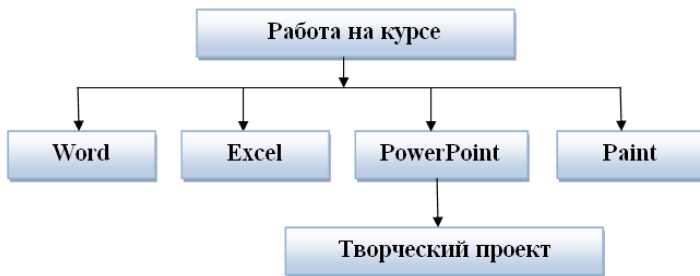 Работа на курсе
Word
Excel
PowerPoint
Paint
Творческий проект